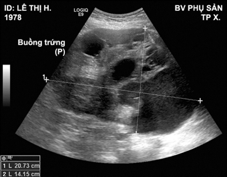 ID: LÊ THỊ H.
1978
LOGIQ
E9
BV PHỤ SẢN
TP X.
Buồng trứng
(P)
1
1 L 20.73 cm
2 L 14.15 cm